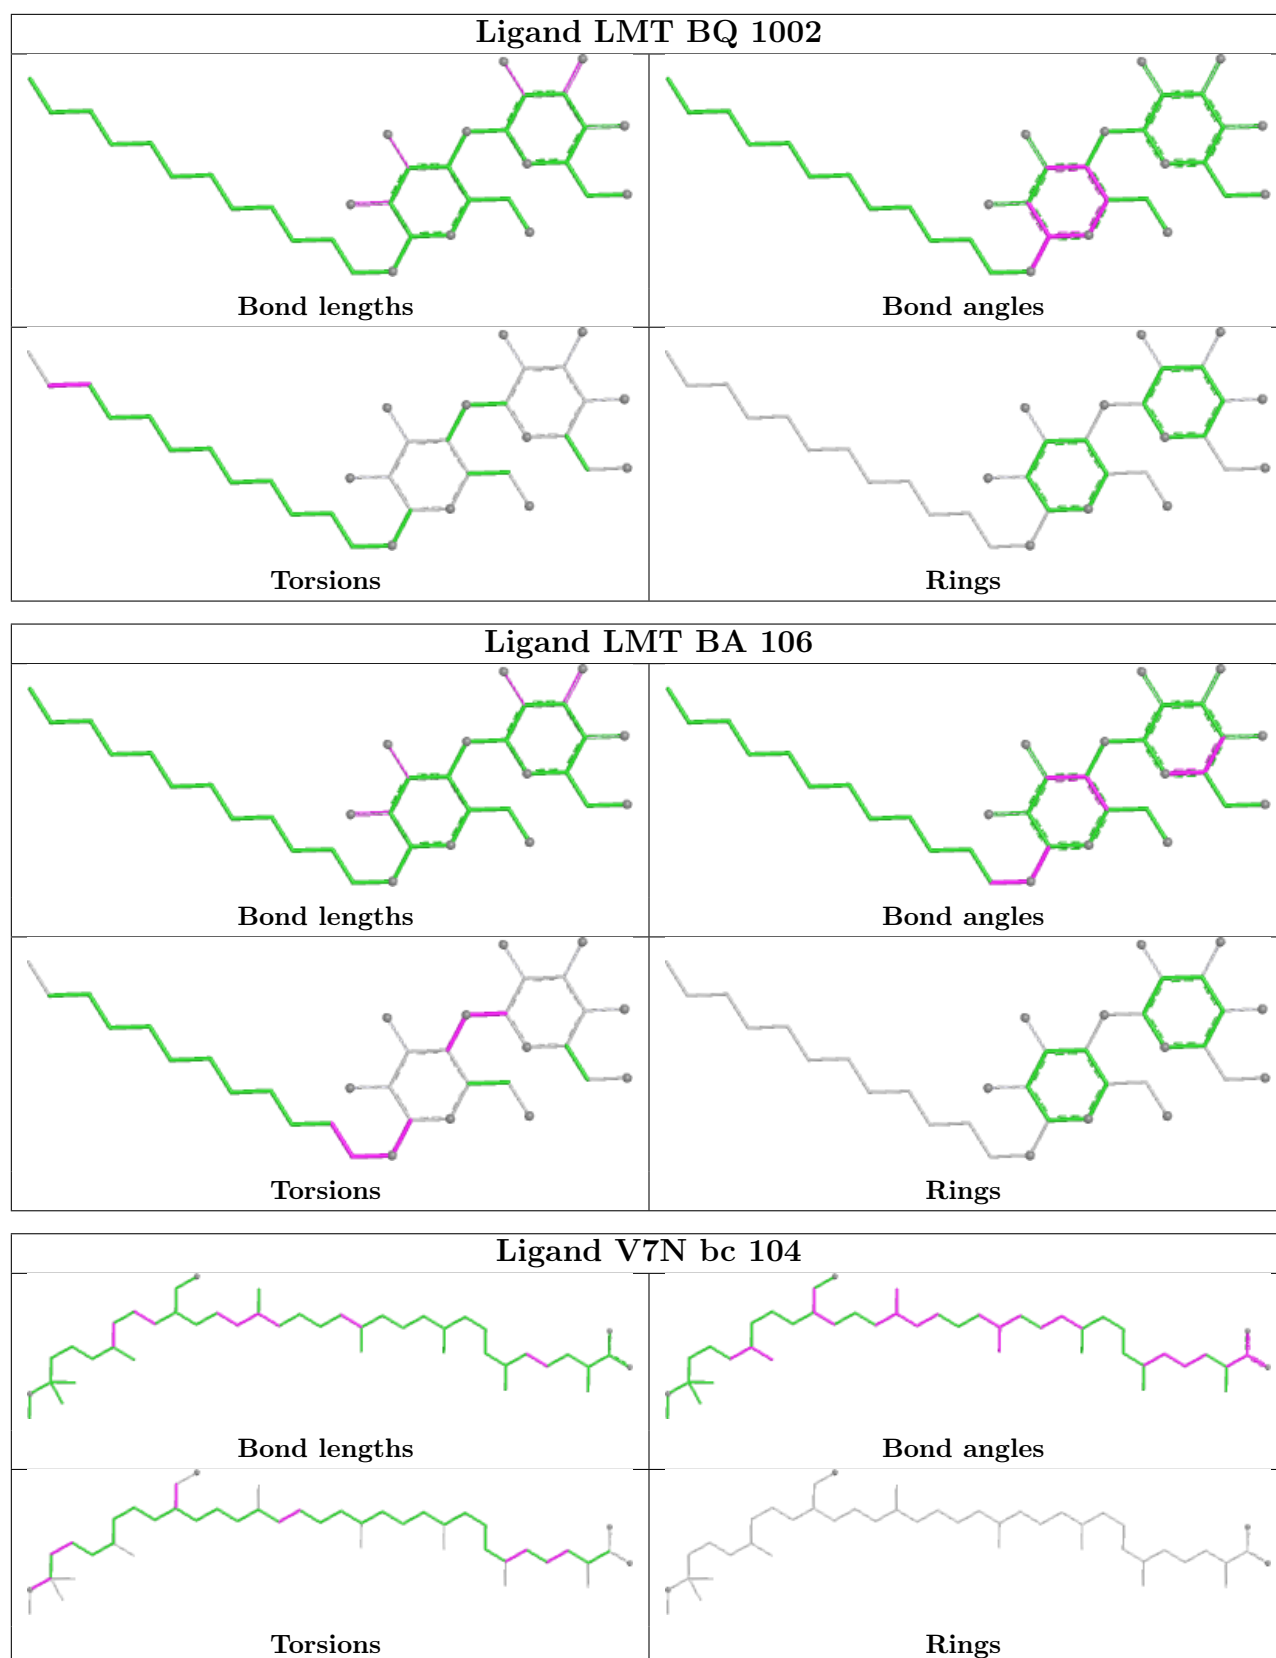 Ligand LMT BQ 1002
Bond lengths
Bond angles
Torsions
Rings
Ligand LMT BA 106
Bond lengths
Bond angles
Torsions
Rings
Ligand V7N bc 104
Bond lengths
Bond angles
Torsions
Rings